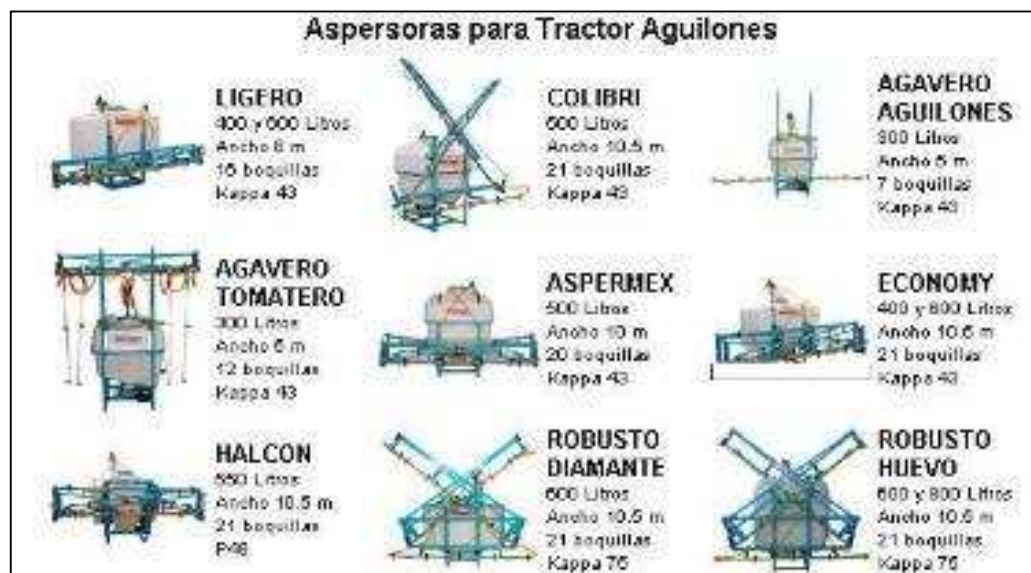 Aspersoras para Tractor Aguilones
LIGERO
400 y 600 Litros
Ancho 8 m
16 boquillas
Kappa 43
COLIBRI
600 Litros
Ancho 10.5 m
21 boquillas
Kappa 43
AGAVERO
AGUILONES
300 Litros
Ancho 5 m
7 boquillas
Kappa 43
AGAVERO
TOMATERO
300 Litros
Ancho 6 m
12 boquillas
Kappa 43
ASPERMEX
500 Litros
Ancho 10 m
20 boquillas
Kappa 43
ECONOMY
400 y 600 Litros
Ancho 10.5 m
21 boquillas
Kappa 43
HALCON
550 Litros
Ancho 10.5 m
21 boquillas
P48
ROBUSTO
DIAMANTE
600 Litros
Ancho 10.5 m
21 boquillas
Kappa 75
ROBUSTO
HUEVO
600 y 800 Litros
Ancho 10.5 m
21 boquillas
Kappa 75